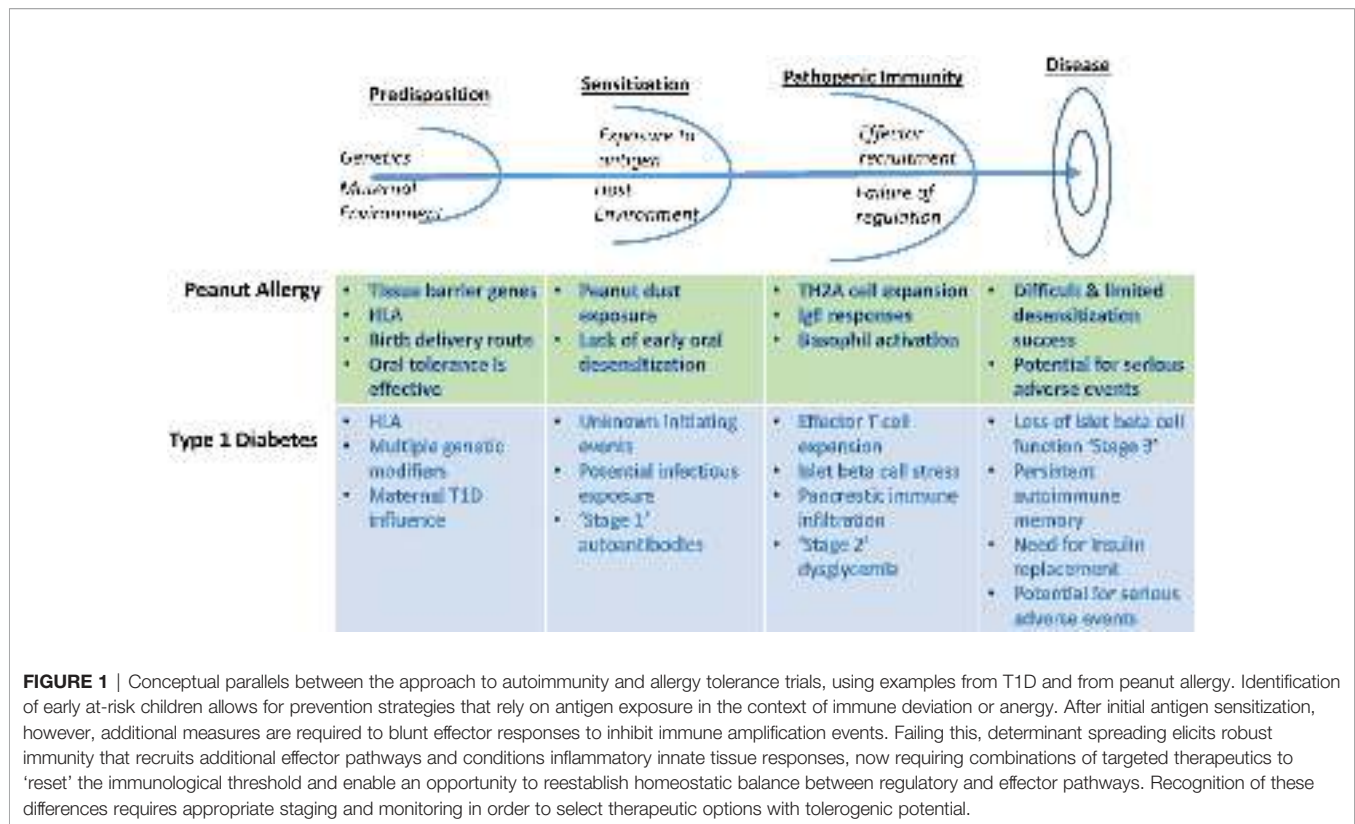 Predisposition
Sensitization
Pathogenic Immunity
Disease
Genetics
Maternal
Environment
Exposure to
antigen
Host
Environment
Effector
recruitment
Failure of
regulation
Peanut Allergy
• Tissue barrier genes
• HLA
• Birth delivery route
• Oral tolerance is
effective
• Peanut dust
exposure
• Lack of early oral
desensitization
• TH2A cell expansion
• IgE responses
• Basophil activation
• Difficult & limited
desensitization
success
• Potential for serious
adverse events
Type 1 Diabetes
• HLA
• Multiple genetic
modifiers
• Maternal T1D
influence
• Unknown initiating
events
• Potential infectious
exposure
• 'Stage 1'
autoantibodies
• Effector T cell
expansion
• Islet beta cell stress
• Pancreatic immune
infiltration
• 'Stage 2'
dysglycemia
• Loss of islet beta cell
function 'Stage 3'
• Persistent
autoimmune
memory
• Need for insulin
replacement
• Potential for serious
adverse events
FIGURE 1 | Conceptual parallels between the approach to autoimmunity and allergy tolerance trials, using examples from T1D and from peanut allergy. Identification
of early at-risk children allows for prevention strategies that rely on antigen exposure in the context of immune deviation or anergy. After initial antigen sensitization,
however, additional measures are required to blunt effector responses to inhibit immune amplification events. Failing this, determinant spreading elicits robust
immunity that recruits additional effector pathways and conditions inflammatory innate tissue responses, now requiring combinations of targeted therapeutics to
'reset' the immunological threshold and enable an opportunity to reestablish homeostatic balance between regulatory and effector pathways. Recognition of these
differences requires appropriate staging and monitoring in order to select therapeutic options with tolerogenic potential.